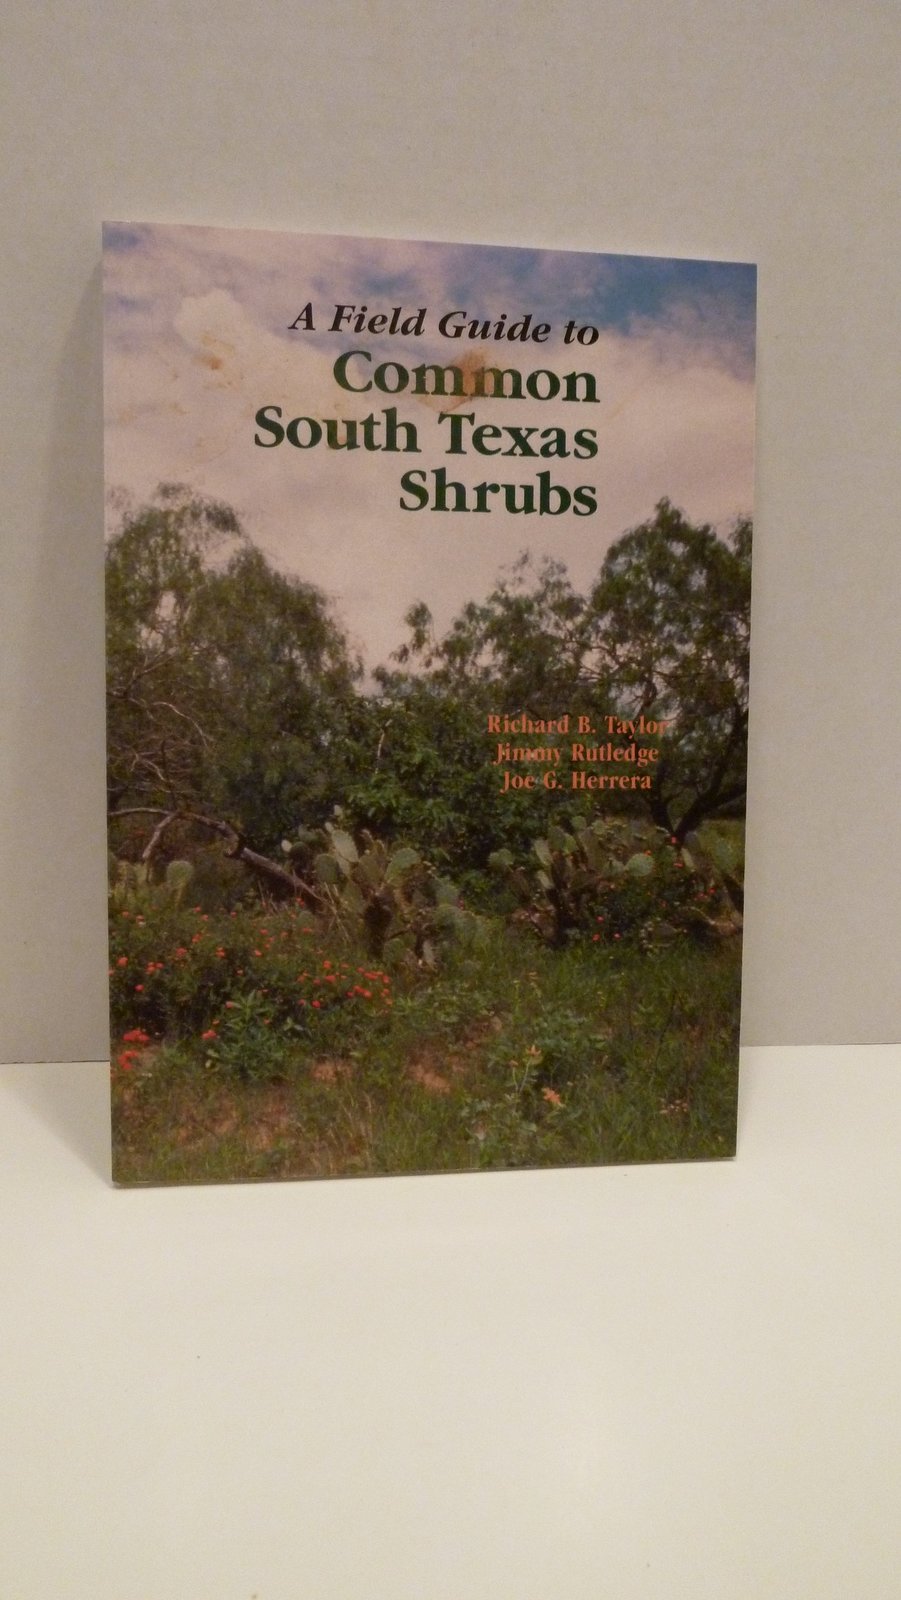 A Field Guide to
Common
South Texas
Shrubs
Richard B. Taylor
Jimmy Rutledge
Joe G. Herrera